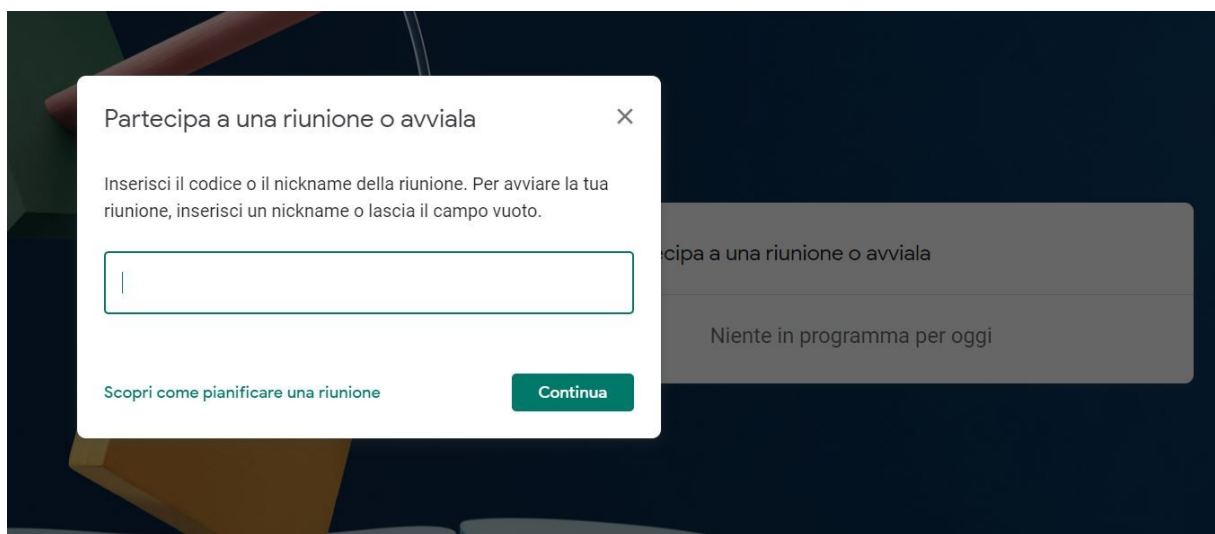 Partecipa a una riunione o avviala
Inserisci il codice o il nickname della riunione. Per avviare la tua
riunione, inserisci un nickname o lascia il campo vuoto.
Scopri come pianificare una riunione
Continua
ecipa a una riunione o avviala
Niente in programma per oggi